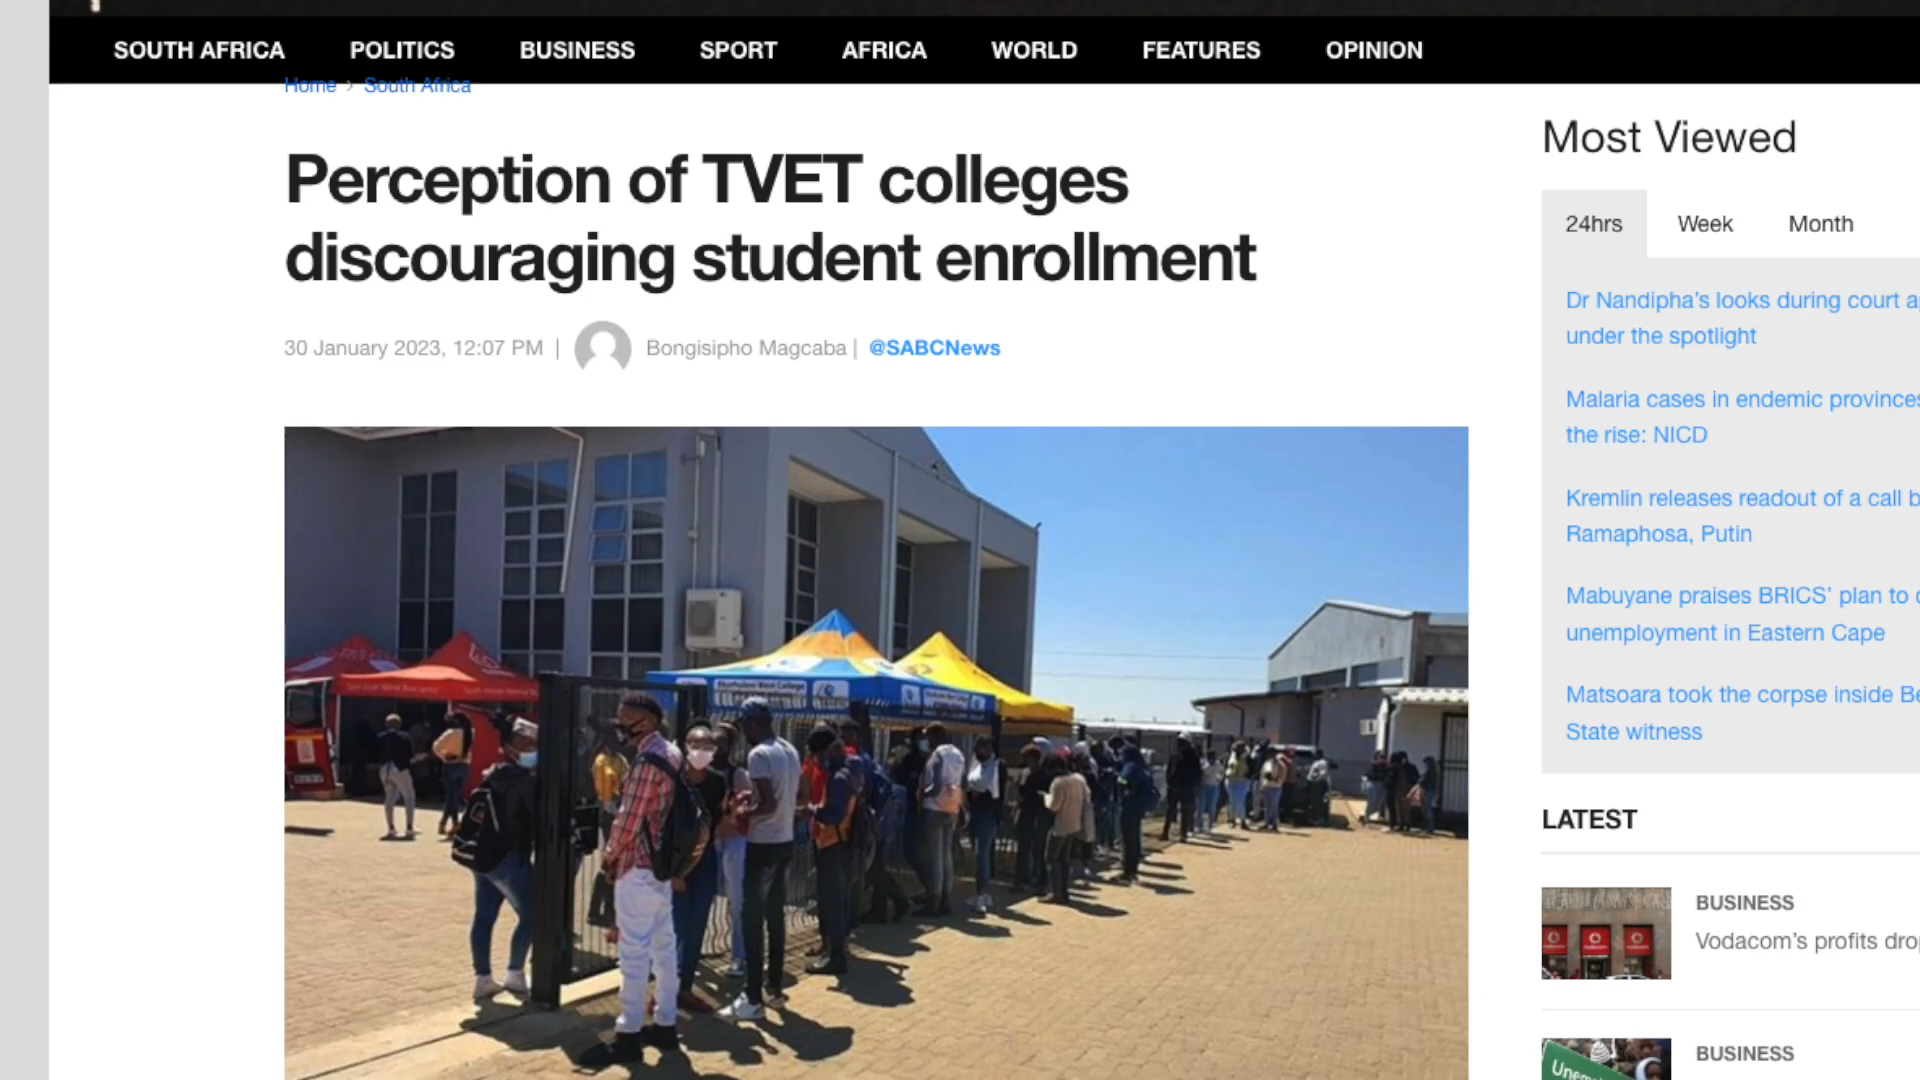 SOUTH AFRICA POLITICS BUSINESS SPORT AFRICA WORLD FEATURES OPINION
Home › South Africa
Perception of TVET colleges
discouraging student enrollment
30 January 2023, 12:07 PM | Bongisipho Magcaba | @SABCNews
Most Viewed
24hrs Week Month
Dr Nandipha's looks during court a
under the spotlight
Malaria cases in endemic provinces
the rise: NICD
Kremlin releases readout of a call b
Ramaphosa, Putin
Mabuyane praises BRICS' plan to c
unemployment in Eastern Cape
Matsoara took the corpse inside Be
State witness
LATEST
BUSINESS
Vodacom's profits dro
BUSINESS